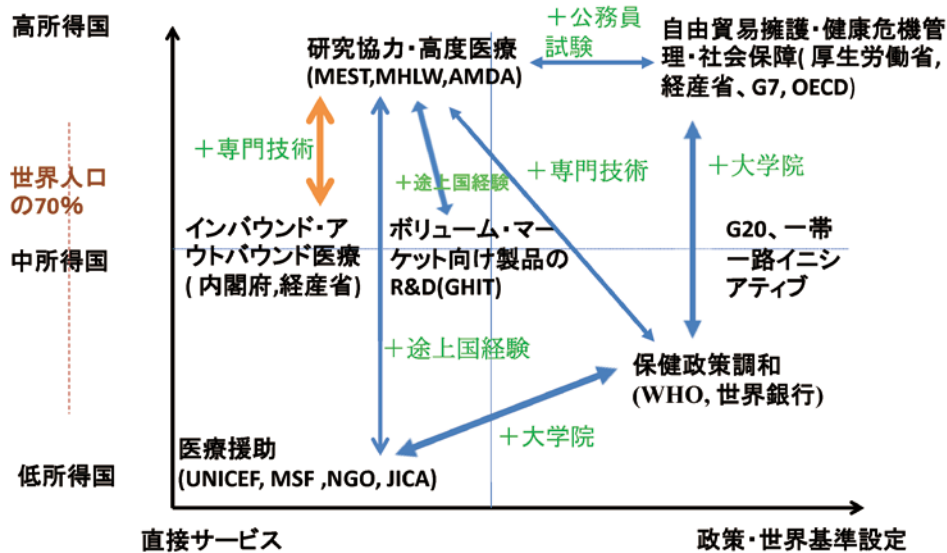 高所得国
研究協力・高度医療
(MEST,MHLW,AMDA)
＋公務員
試験
自由貿易擁護・健康危機管
理・社会保障( 厚生労働省,
経産省、G7, OECD)
＋専門技術
＋途上国経験
＋専門技術
＋大学院
世界人口
の70%
中所得国
インバウンド・ア
ウトバウンド医療
( 内閣府,経産省)
ボリューム・マー
ケット向け製品の
R&D(GHIT)
G20、一帯
一路イニシ
アティブ
＋途上国経験
保健政策調和
(WHO, 世界銀行)
＋大学院
低所得国
医療援助
(UNICEF, MSF ,NGO, JICA)
直接サービス
政策・世界基準設定